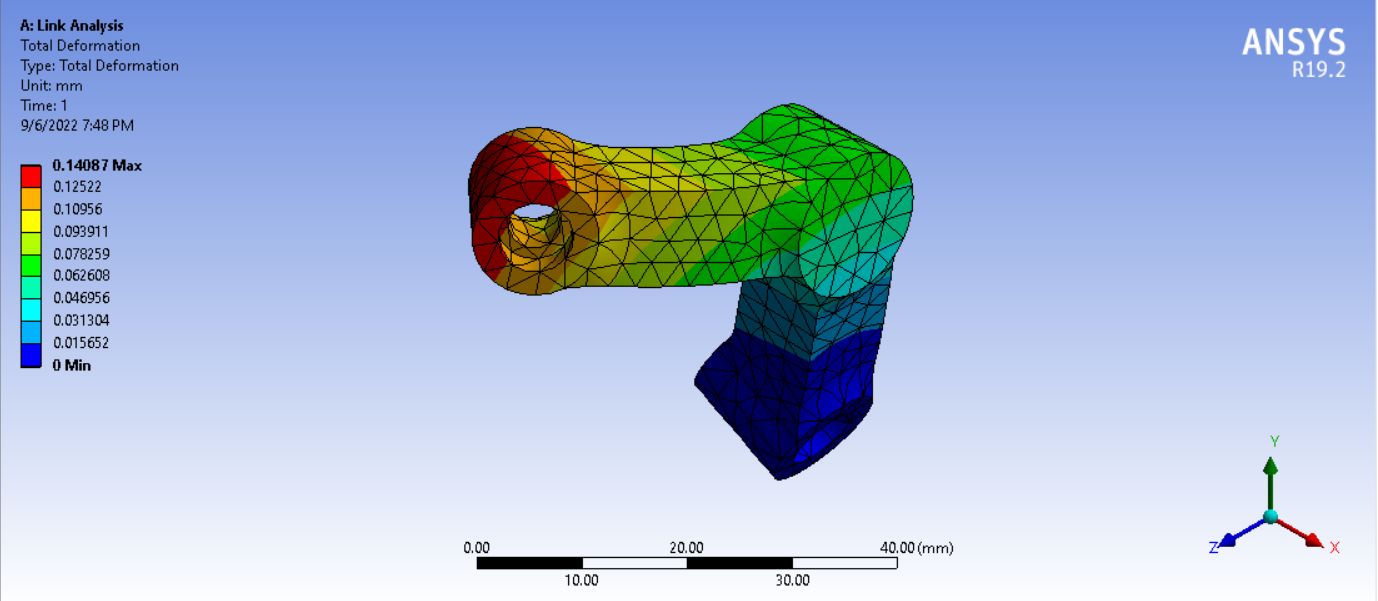 A: Link Analysis
Total Deformation
Type: Total Deformation
Unit: mm
Time: 1
9/6/2022 7:48 PM
0.14087 Max
0.12522
0.10956
0.093911
0.078259
0.062608
0.046956
0.031304
0.015652
0 Min
ANSYS
R19.2
0.00 20.00 40.00 (mm)
10.00 30.00
Y
Z X